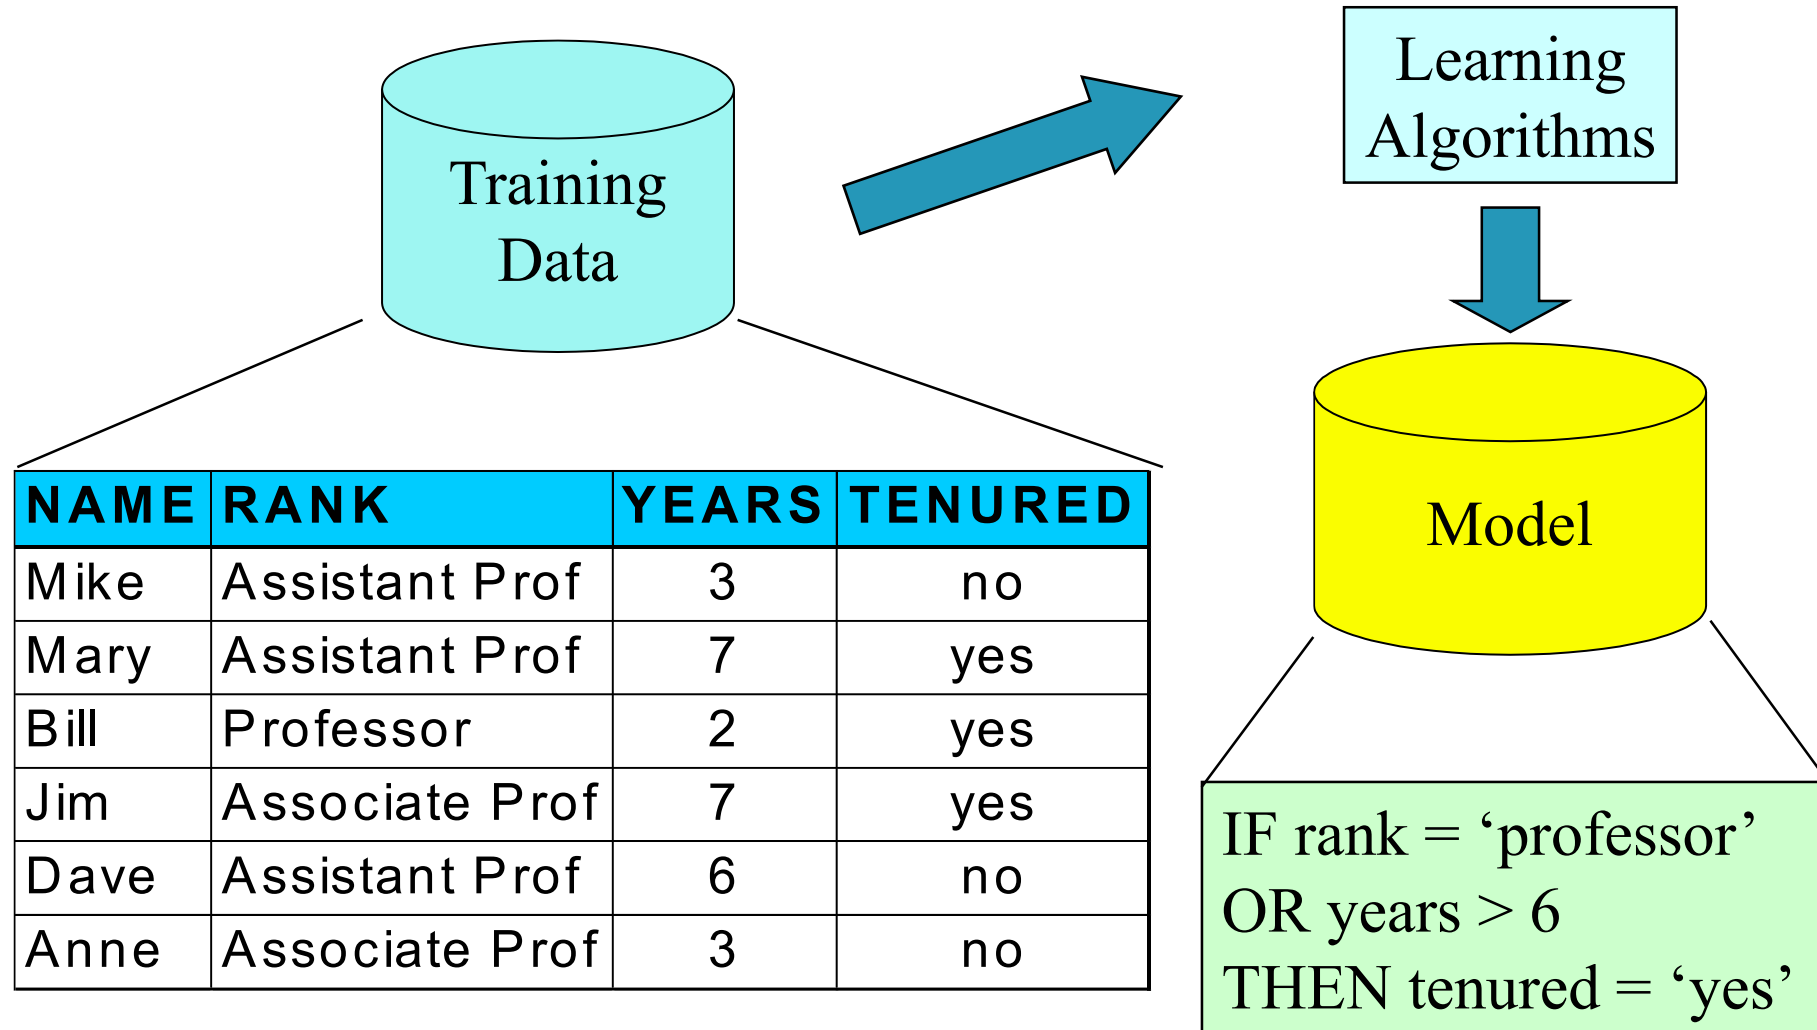 Training
Data
Learning
Algorithms
NAME RANK YEARS TENURED
Mike Assistant Prof 3 no
Mary Assistant Prof 7 yes
Bill Professor 2 yes
Jim Associate Prof 7 yes
Dave Assistant Prof 6 no
Anne Associate Prof 3 no
Model
IF rank = ‘professor’
OR years > 6
THEN tenured = ‘yes’